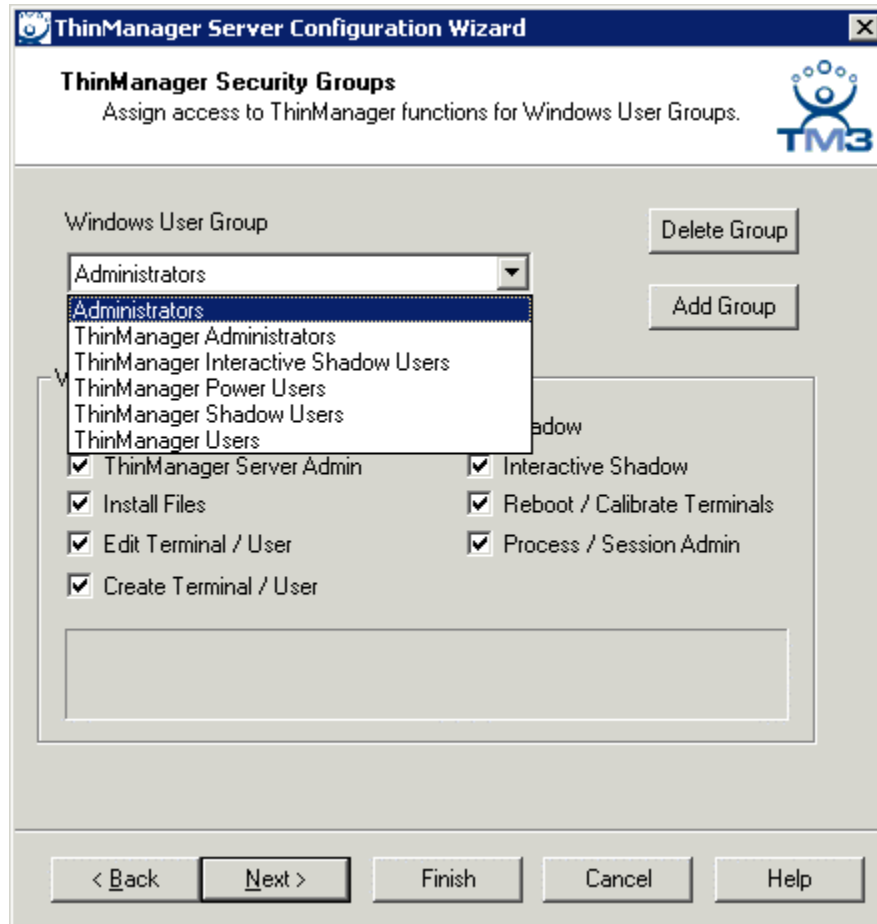 ThinManager Server Configuration Wizard
ThinManager Security Groups
Assign access to ThinManager functions for Windows User Groups.
TM3
Windows User Group
Delete Group
Administrators
Add Group
Administrators
ThinManager Administrators
ThinManager Interactive Shadow Users
ThinManager Power Users
ThinManager Shadow Users
ThinManager Users
ThinManager Server Admin
Interactive Shadow
Install Files
Reboot / Calibrate Terminals
Edit Terminal / User
Process / Session Admin
Create Terminal / User
< Back
Next >
Finish
Cancel
Help